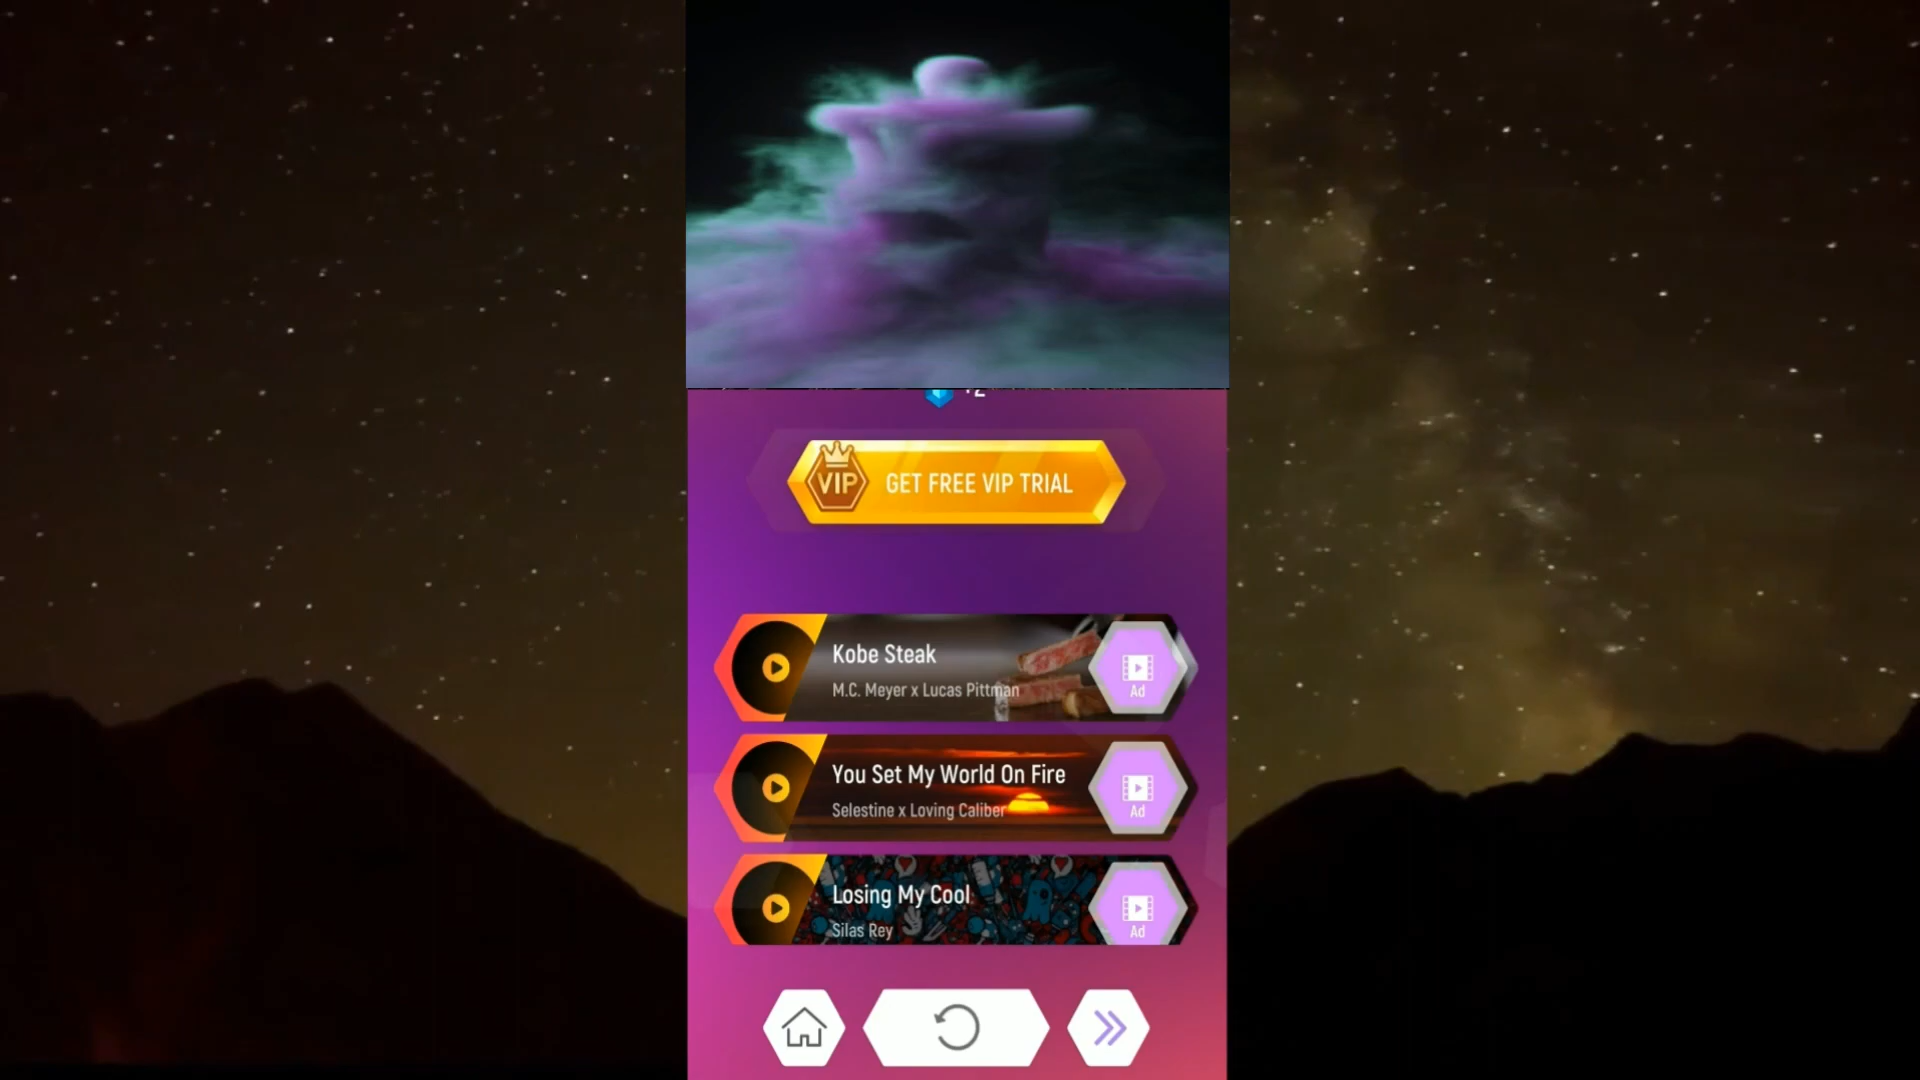 VIP
GET FREE VIP TRIAL
Kobe Steak
M.C. Meyer x Lucas Pittman
Ad
You Set My World On Fire
Selestine x Loving Caliber
Ad
Losing My Cool
Silas Rey
Ad